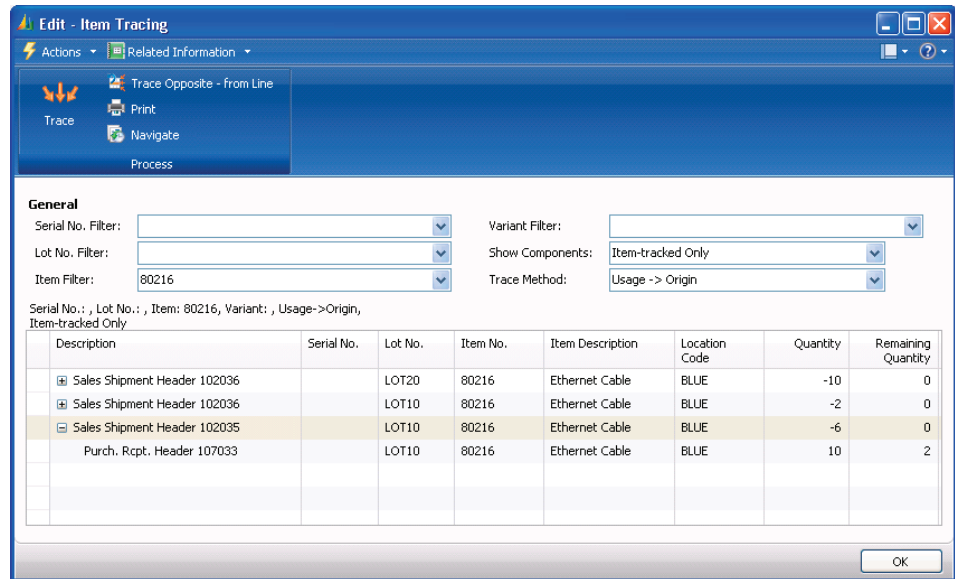 Edit - Item Tracing
Actions Related Information
Trace
Trace Opposite - from Line
Print
Navigate
Process
General
Serial No. Filter:
Variant Filter:
Lot No. Filter:
Show Components: Item-tracked Only
Item Filter: 80216
Trace Method: Usage -> Origin
Serial No.: , Lot No.: , Item: 80216, Variant: , Usage->Origin,
Item-tracked Only
Description Serial No. Lot No. Item No. Item Description Location Code Quantity Remaining Quantity
Sales Shipment Header 102036 LOT20 80216 Ethernet Cable BLUE -10 0
Sales Shipment Header 102036 LOT10 80216 Ethernet Cable BLUE -2 0
Sales Shipment Header 102035 LOT10 80216 Ethernet Cable BLUE -6 0
Purch. Rcpt. Header 107033 LOT10 80216 Ethernet Cable BLUE 10 2
OK